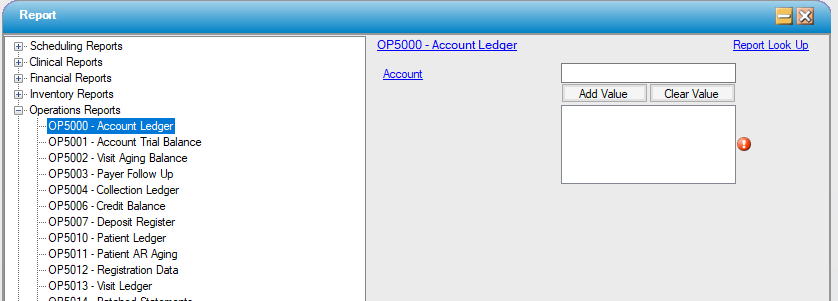 Report
Scheduling Reports
Clinical Reports
Financial Reports
Inventory Reports
Operations Reports
OP5000 - Account Ledger
OP5001 - Account Trial Balance
OP5002 - Visit Aging Balance
OP5003 - Payer Follow Up
OP5004 - Collection Ledger
OP5006 - Credit Balance
OP5007 - Deposit Register
OP5010 - Patient Ledger
OP5011 - Patient AR Aging
OP5012 - Registration Data
OP5013 - Visit Ledger
OP5014 - Batched Statements
OP5000 - Account Ledger Report Look Up
Account
Add Value Clear Value